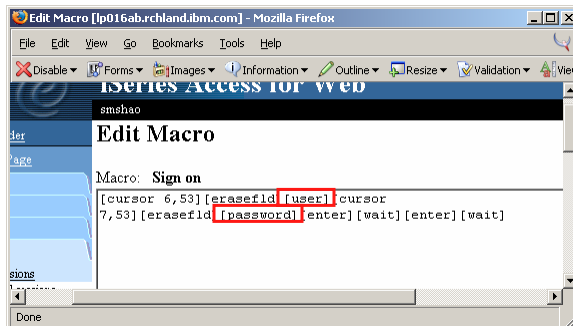 Edit Macro [lp016ab.rchland.ibm.com] - Mozilla Firefox
File Edit View Go Bookmarks Tools Help
Disable Forms Images Information Outline Resize Validation
iSeries Access for Web
smshao
Edit Macro
Macro: Sign on
[cursor 6,53][erasefld][user][cursor
7,53][erasefld][password][enter][wait][enter][wait]
Done